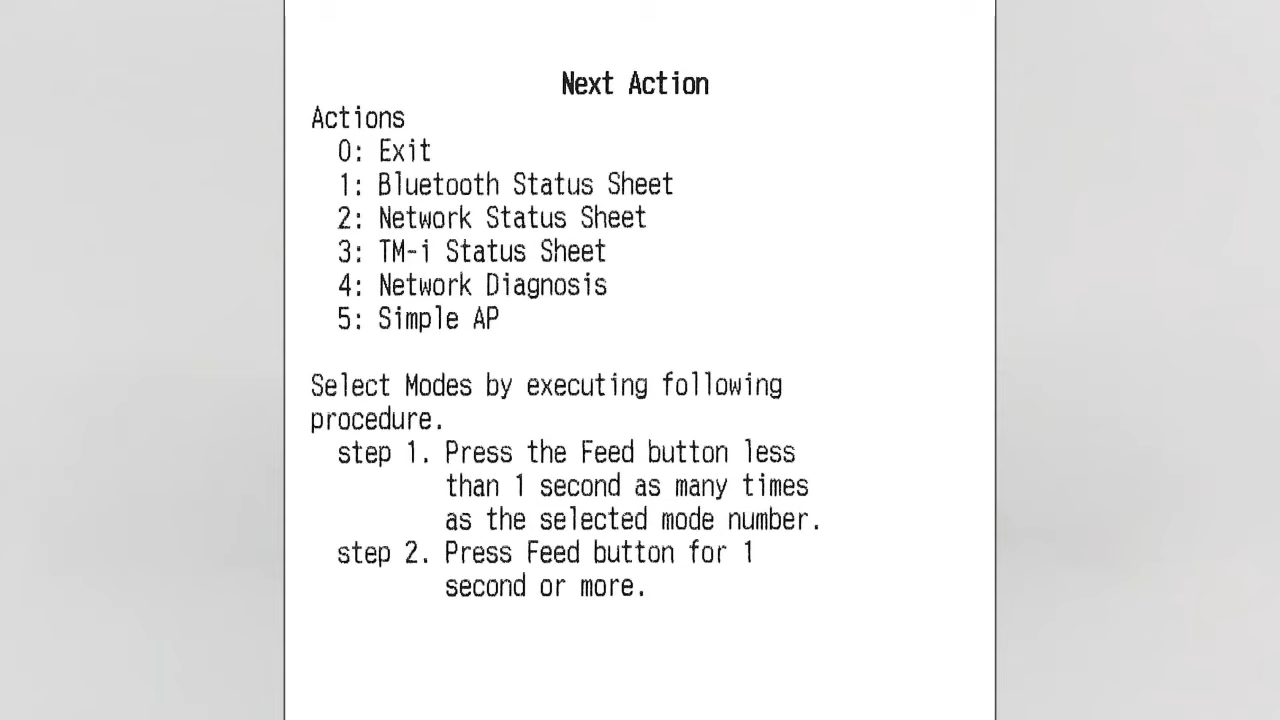 Next Action
Actions
0: Exit
1: Bluetooth Status Sheet
2: Network Status Sheet
3: TM-i Status Sheet
4: Network Diagnosis
5: Simple AP
Select Modes by executing following
procedure.
step 1. Press the Feed button less
than 1 second as many times
as the selected mode number.
step 2. Press Feed button for 1
second or more.